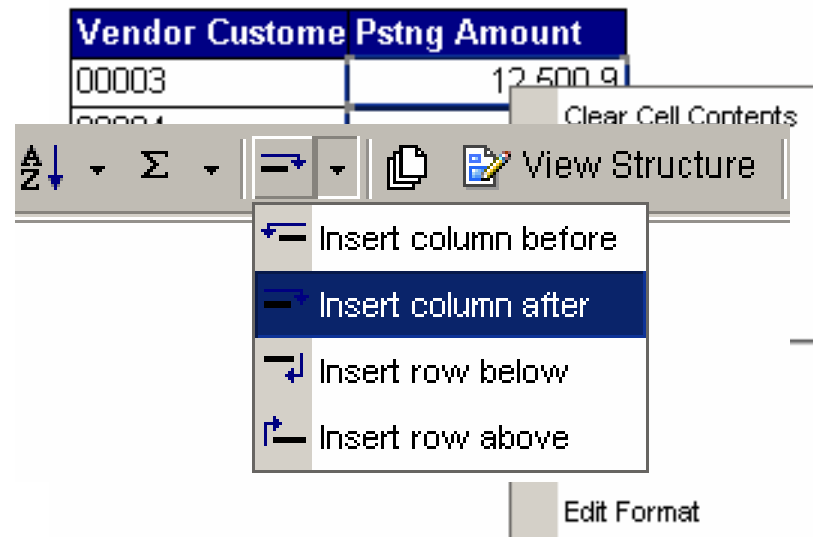 Vendor Custome Pstng Amount
00003 12,500.9
Clear Cell Contents
View Structure
Insert column before
Insert column after
Insert row below
Insert row above
Edit Format